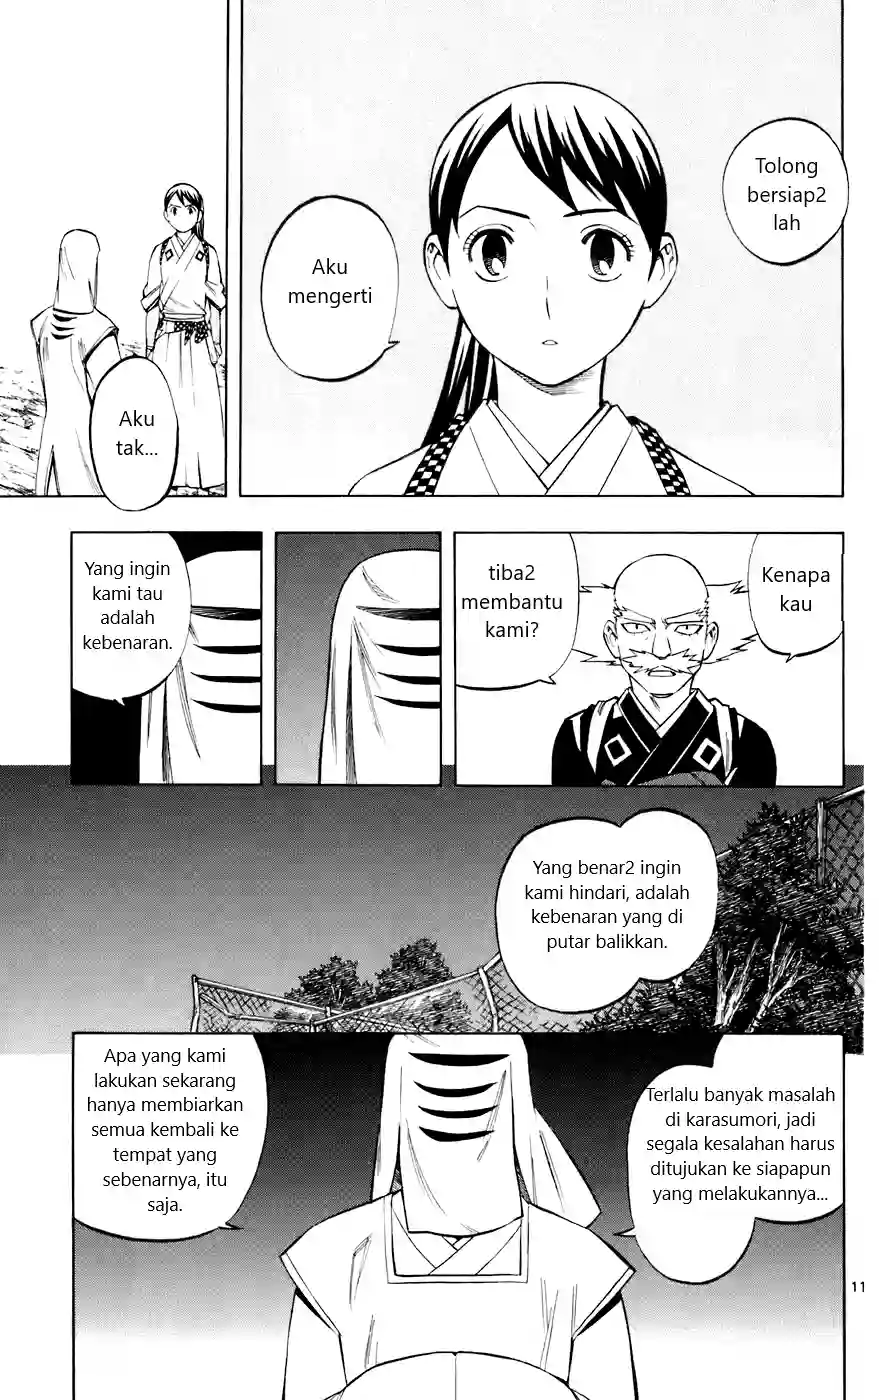 Tolong
bersiap2
lah
Aku
mengerti
Aku
tak...
Kenapa
kau
tiba2
membantu
kami?
Yang ingin
kami tau
adalah
kebenaran.
Yang benar2 ingin
kami hindari, adalah
kebenaran yang di
putar balikkan.
Terlalu banyak masalah
di karasumori, jadi
segala kesalahan harus
ditujukan ke siapapun
yang melakukannya...
Apa yang kami
lakukan sekarang
hanya membiarkan
semua kembali ke
tempat yang
sebenarnya, itu
saja.
11